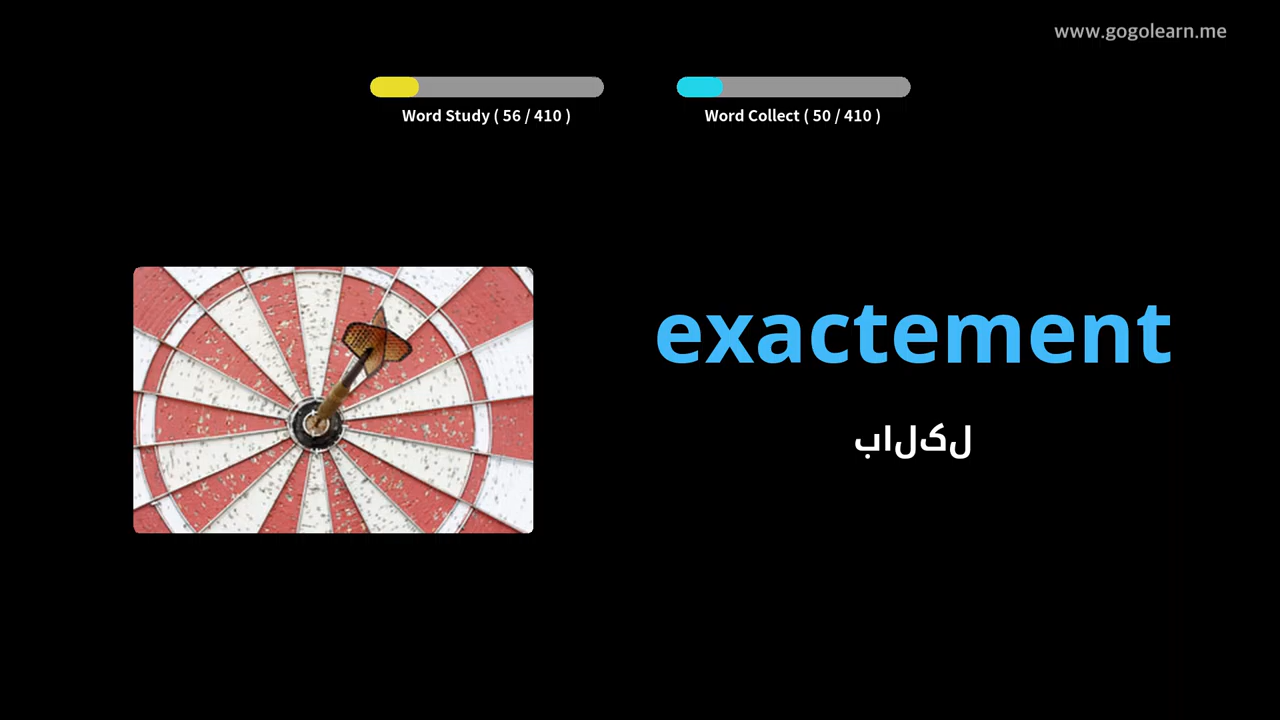 www.gogolearn.me
Word Study ( 56 / 410 )
Word Collect ( 50 / 410 )
exactement
بالکل